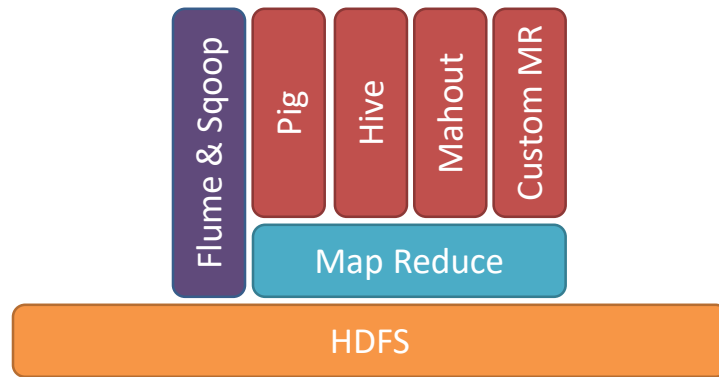 Flume & Sqoop
Pig
Hive
Mahout
Custom MR
Map Reduce
HDFS